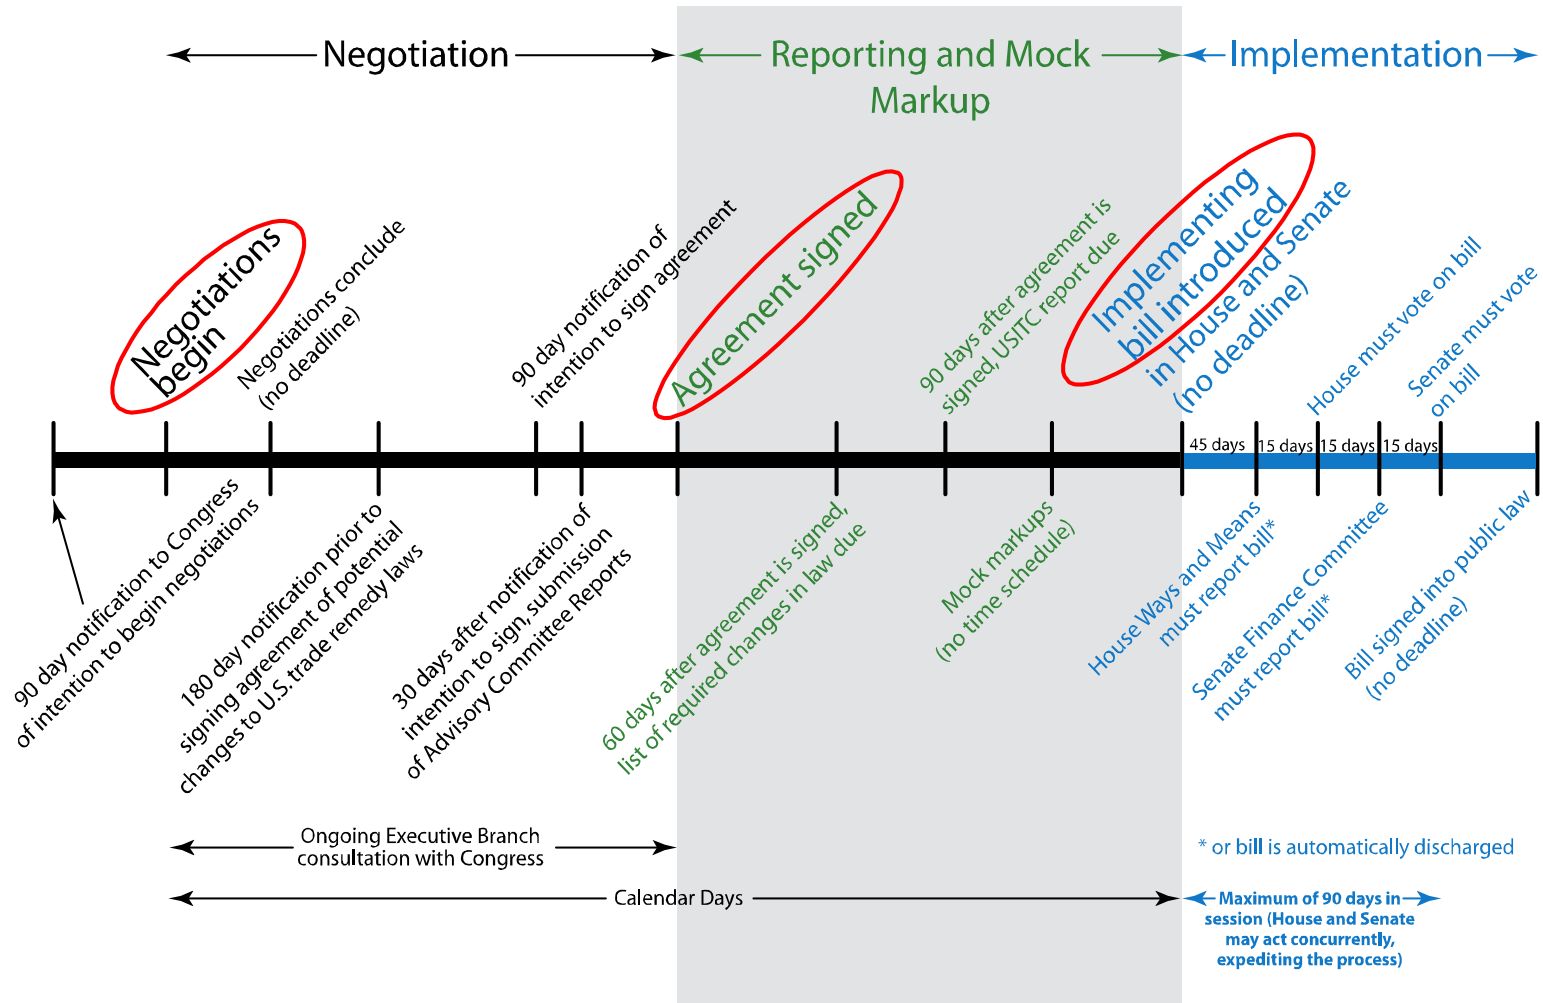 Negotiation
Reporting and Mock
Markup
Implementation
Negotiations
begin
Negotiations conclude
(no deadline)
90 day notification of
intention to sign agreement
Agreement signed
90 days after agreement is
signed, USITC report due
Implementing
bill introduced
in House and Senate
(no deadline)
House must vote on bill
Senate must vote
on bill
45 days
15 days
15 days
15 days
90 day notification to Congress
of intention to begin negotiations
180 day notification prior to
signing agreement of potential
changes to U.S. trade remedy laws
30 days after notification of
intention to sign, submission
of Advisory Committee Reports
60 days after agreement is signed,
list of required changes in law due
Mock markups
(no time schedule)
House Ways and Means
must report bill*
Senate Finance Committee
must report bill*
Bill signed into public law
(no deadline)
Ongoing Executive Branch
consultation with Congress
* or bill is automatically discharged
Calendar Days
Maximum of 90 days in
session (House and Senate
may act concurrently,
expediting the process)